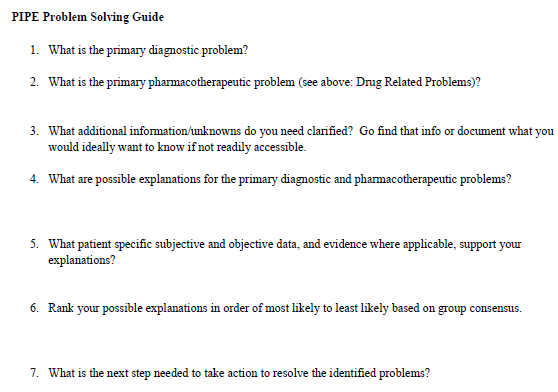 PIPE Problem Solving Guide
1. What is the primary diagnostic problem?
2. What is the primary pharmacotherapeutic problem (see above: Drug Related Problems)?
3. What additional information/unknowns do you need clarified? Go find that info or document what you
would ideally want to know if not readily accessible.
4. What are possible explanations for the primary diagnostic and pharmacotherapeutic problems?
5. What patient specific subjective and objective data, and evidence where applicable, support your
explanations?
6. Rank your possible explanations in order of most likely to least likely based on group consensus.
7. What is the next step needed to take action to resolve the identified problems?